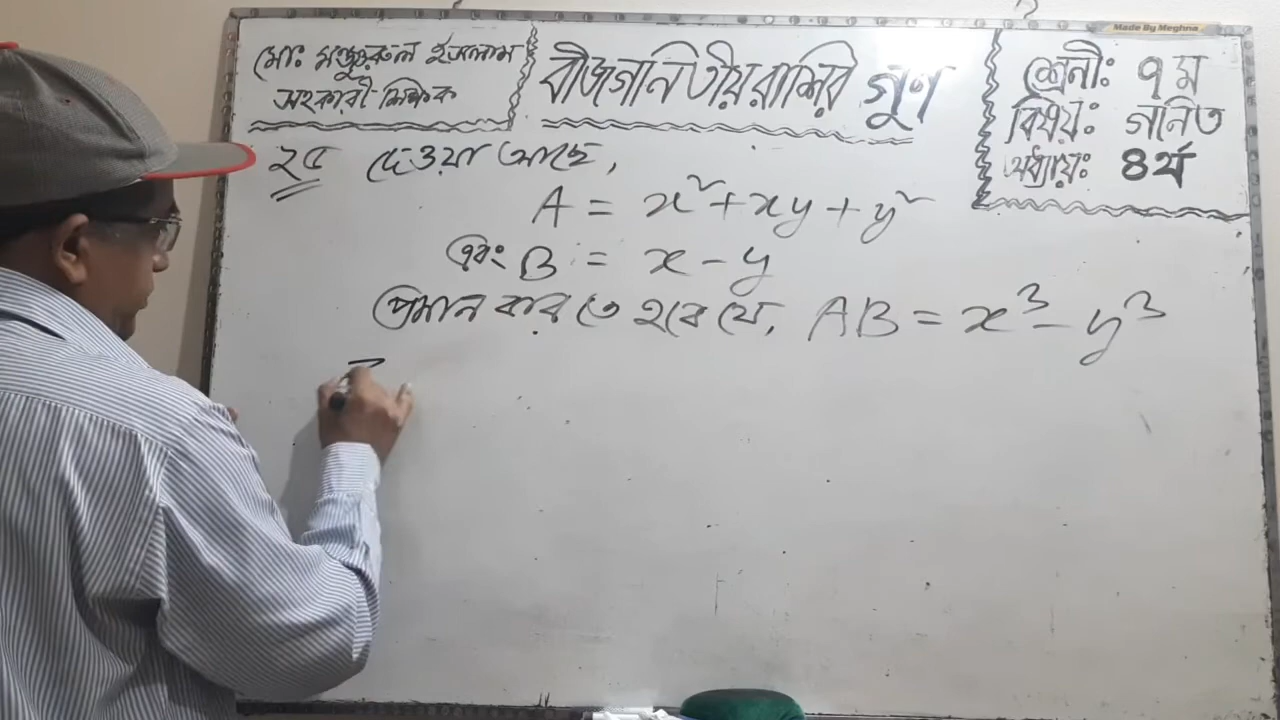 মোঃ মঞ্জুরুল ইসলাম
সহকারী শিক্ষক
বীজগানিতীয় রাশির গুণ
Made By Meghna
শ্রেনীঃ ৭ম
বিষয়ঃ গনিত
অধ্যায়ঃ ৪র্থ
২৫ দেওয়া আছে,
A = x² + xy + y²
এবং B = x - y
প্রমান করতে হবে যে, AB = x³ - y³